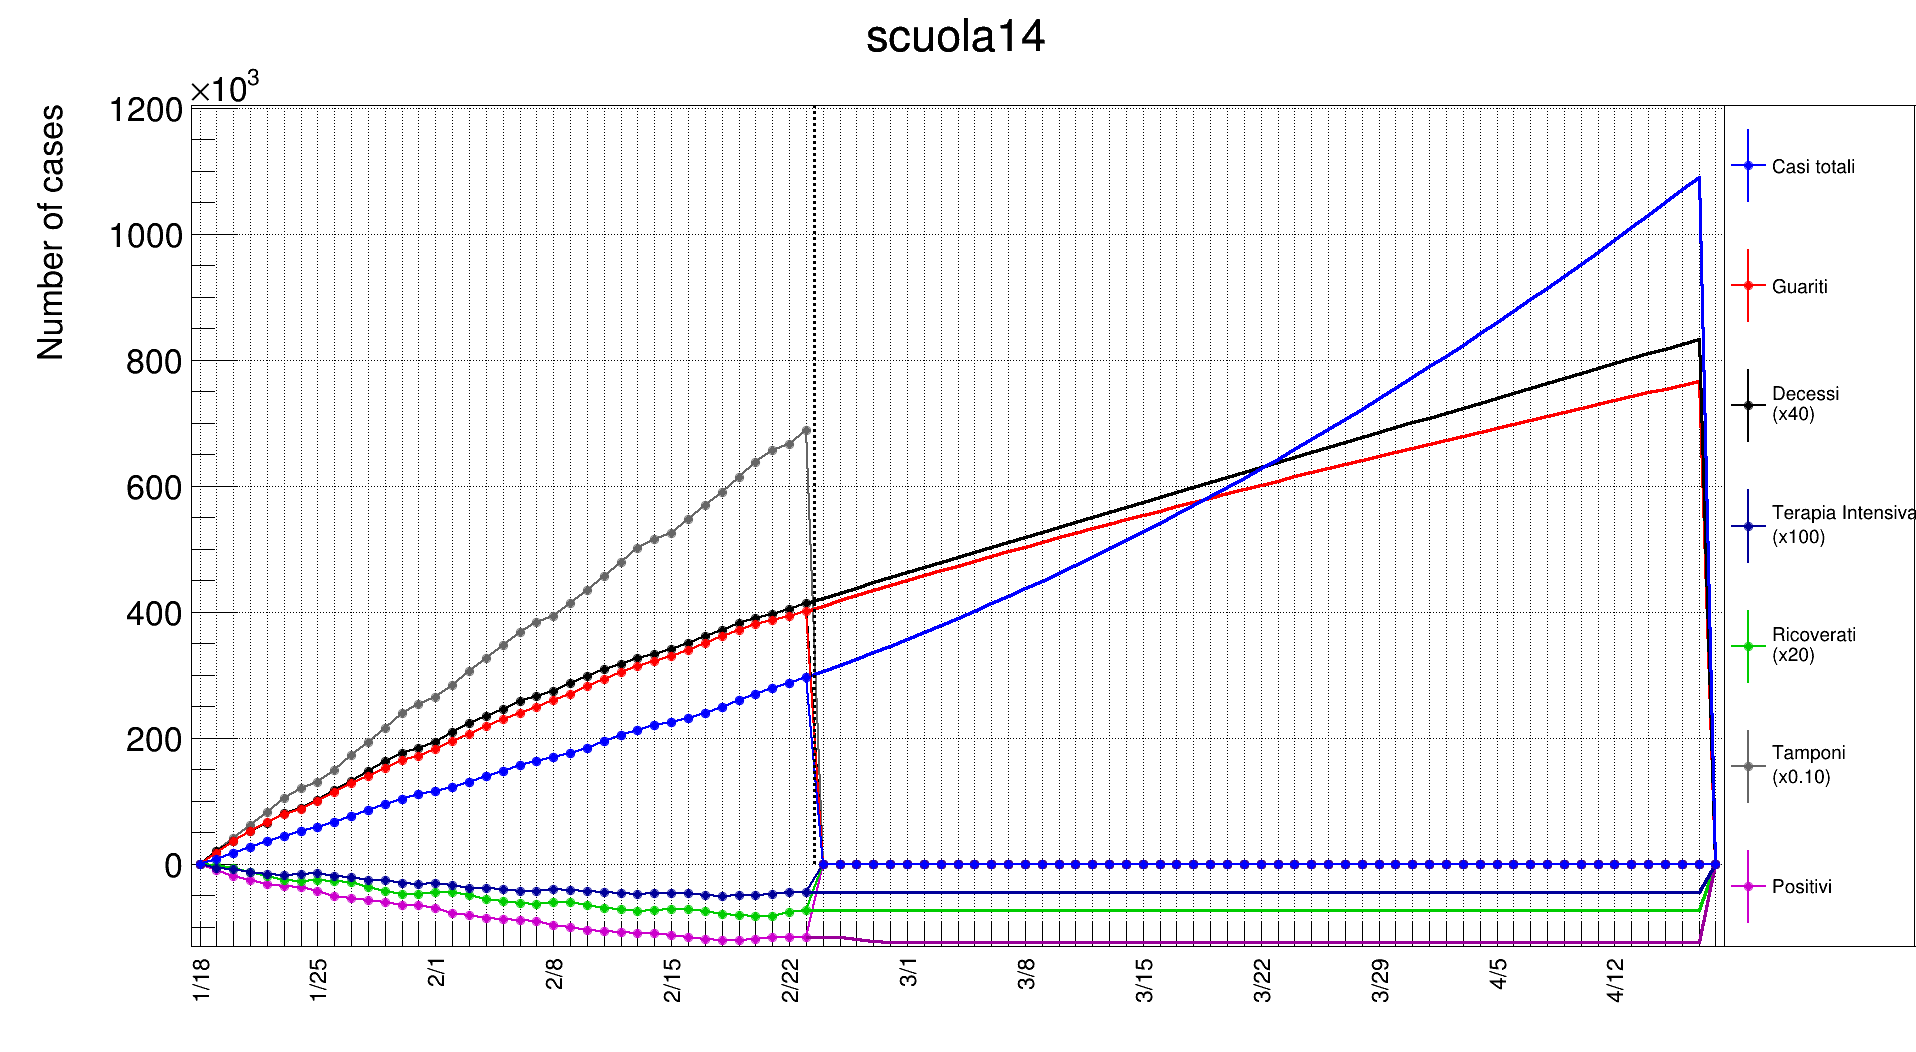 scuola14
×10³
Number of cases
1200
1000
800
600
400
200
0
1/18
1/25
2/1
2/8
2/15
2/22
3/1
3/8
3/15
3/22
3/29
4/5
4/12
Casi totali
Guariti
Decessi
(x40)
Terapia Intensiva
(x100)
Ricoverati
(x20)
Tamponi
(x0.10)
Positivi